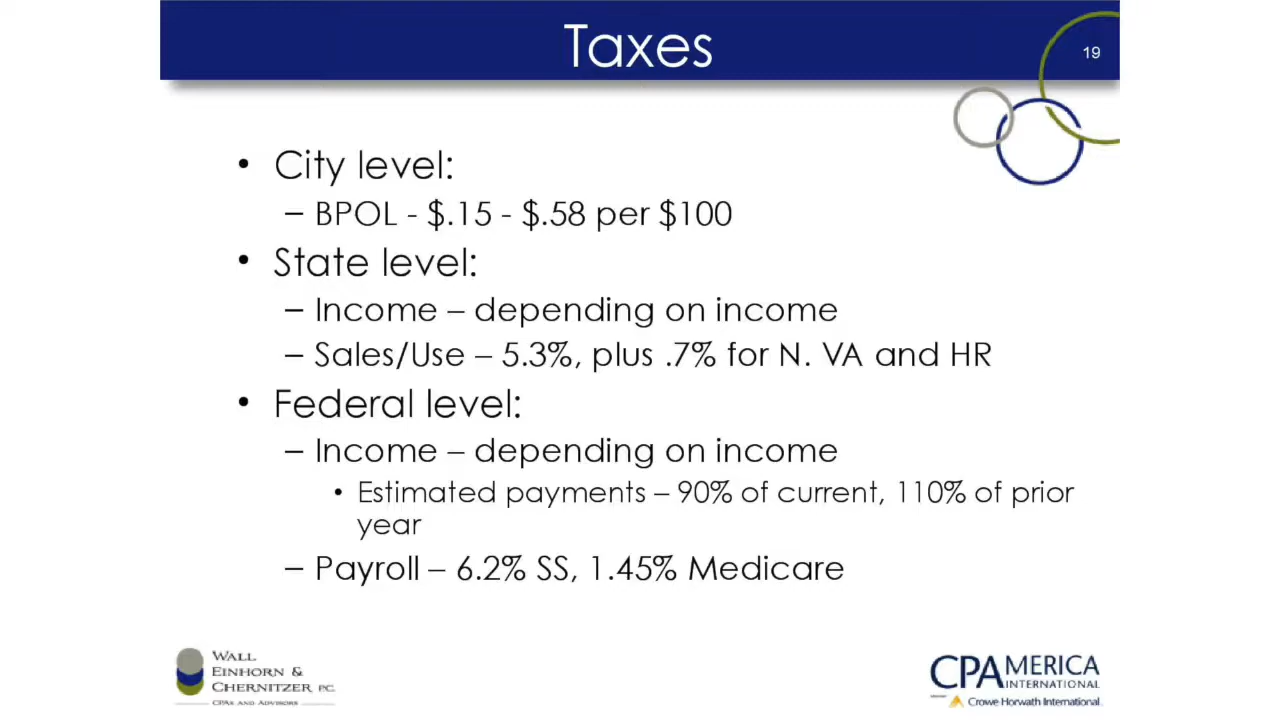 Taxes
19
• City level:
– BPOL - $.15 - $.58 per $100
• State level:
– Income – depending on income
– Sales/Use – 5.3%, plus .7% for N. VA and HR
• Federal level:
– Income – depending on income
• Estimated payments – 90% of current, 110% of prior
year
– Payroll – 6.2% SS, 1.45% Medicare
WALL
EINHORN &
CHERNITZER P.C.
CPAS AND ADVISORS
CPAMERICA
INTERNATIONAL
Crowe Horwath International